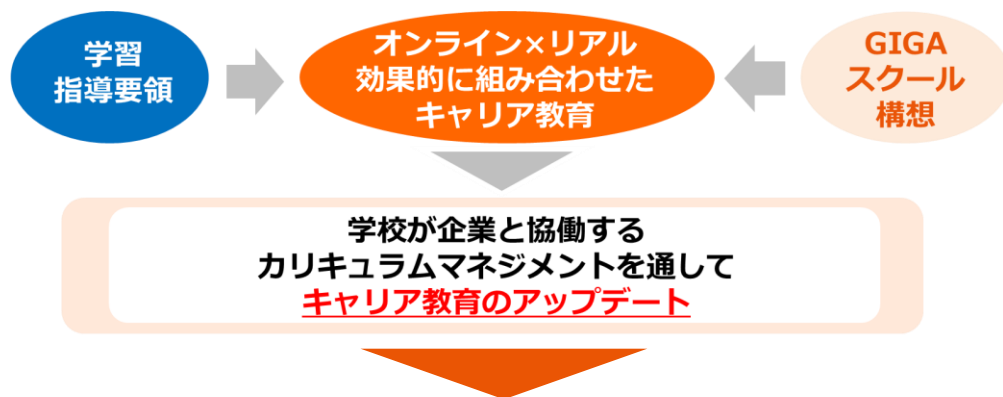 学習
指導要領
オンライン×リアル
効果的に組み合わせた
キャリア教育
GIGA
スクール
構想
学校が企業と協働する
カリキュラムマネジメントを通して
キャリア教育のアップデート